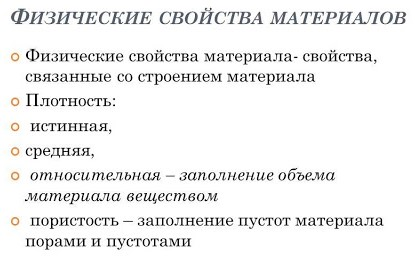 ФИЗИЧЕСКИЕ СВОЙСТВА МАТЕРИАЛОВ
Физические свойства материала- свойства,
связанные со строением материала
Плотность:
истинная,
средняя,
относительная – заполнение объема
материала веществом
пористость – заполнение пустот материала
порами и пустотами